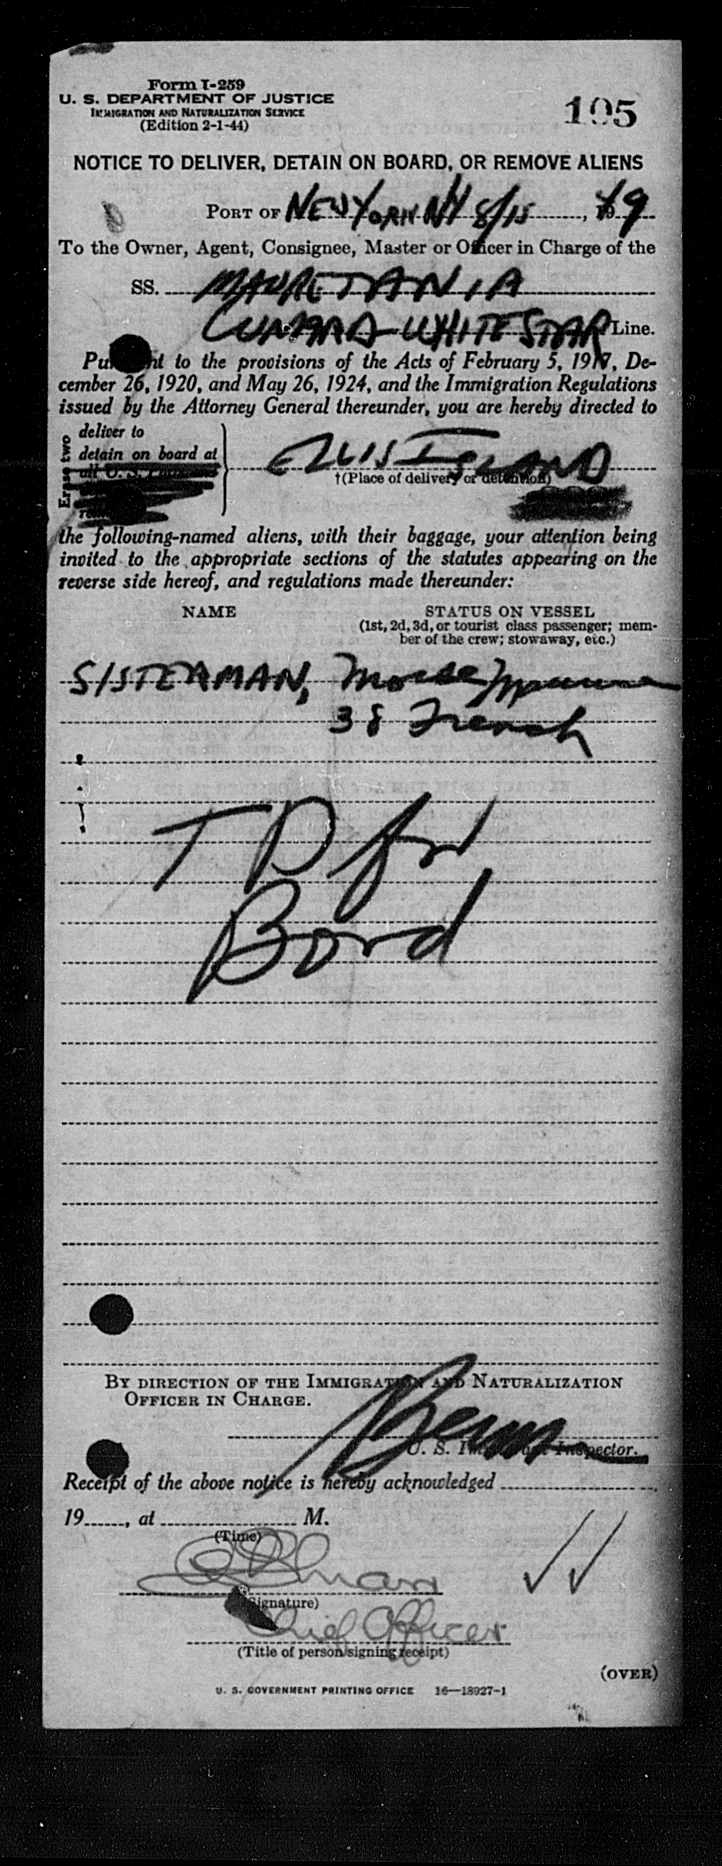 Form I-259
U. S. DEPARTMENT OF JUSTICE
IMMIGRATION AND NATURALIZATION SERVICE
(Edition 2-1-44)
195
NOTICE TO DELIVER, DETAIN ON BOARD, OR REMOVE ALIENS
PORT OF NEW YORK NY 8/15, 49
To the Owner, Agent, Consignee, Master or Officer in Charge of the
SS. MAURETANIA
CUNARD-WHITE STAR Line.
to the provisions of the Acts of February 5, 1917, De-
cember 26, 1920, and May 26, 1924, and the Immigration Regulations
issued by the Attorney General thereunder, you are hereby directed to
Erase two
deliver to
detain on board at
ELLIS ISLAND
†(Place of delivery or detention)
the following-named aliens, with their baggage, your attention being
invited to the appropriate sections of the statutes appearing on the
reverse side hereof, and regulations made thereunder:
NAME
STATUS ON VESSEL
(1st, 2d, 3d, or tourist class passenger; mem-
ber of the crew; stowaway, etc.)
SISTERMAN,
38 French
TD for
Bond
BY DIRECTION OF THE IMMIGRATION AND NATURALIZATION
OFFICER IN CHARGE.
U. S. Immigrant Inspector.
Receipt of the above notice is hereby acknowledged
19, at M.
(Time)
(Signature)
Chief Officer
(Title of person signing receipt)
(OVER)
U. S. GOVERNMENT PRINTING OFFICE 16—18927-1